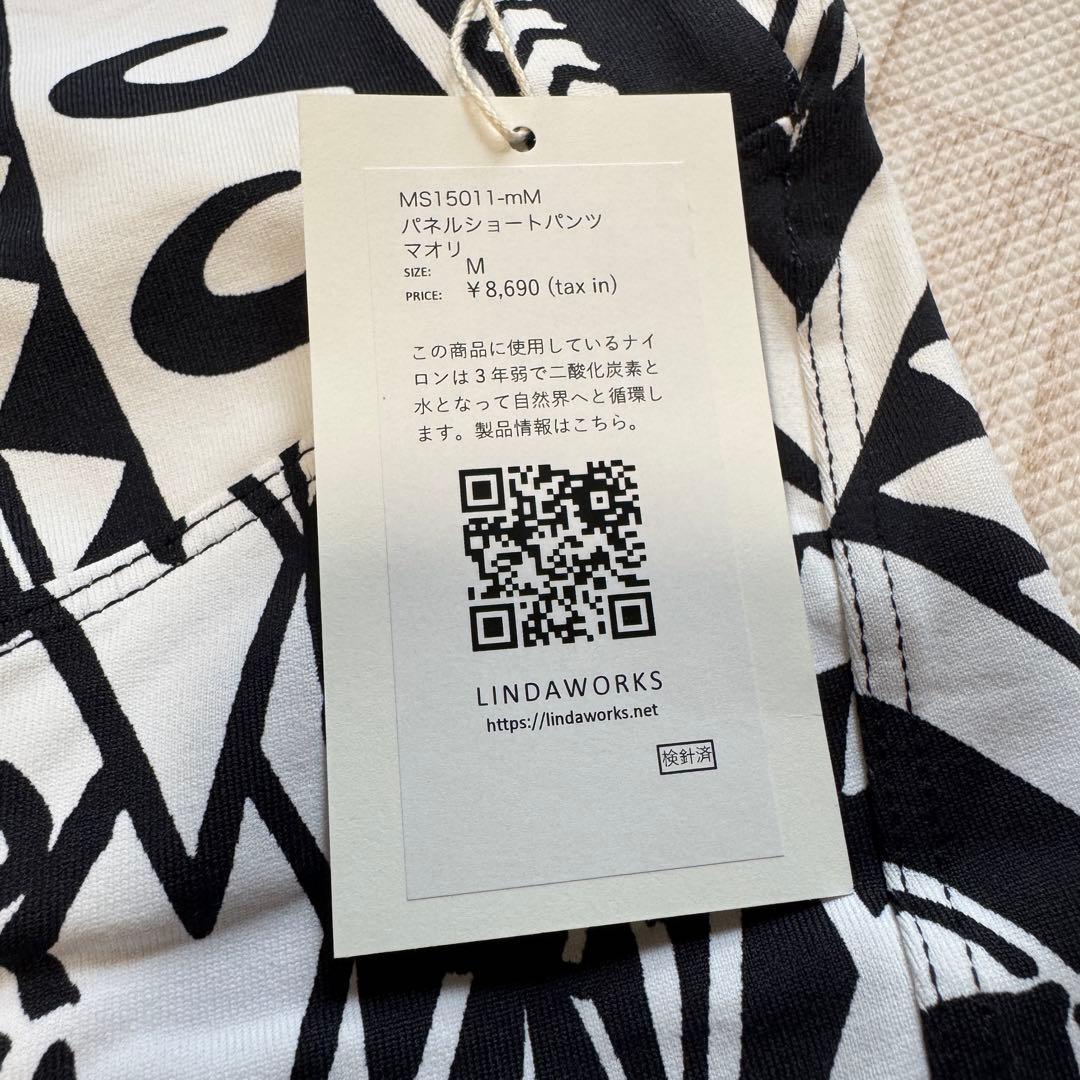 MS15011-mM
パネルショートパンツ
マオリ
SIZE: M
PRICE: ¥8,690 (tax in)
この商品に使用しているナイ
ロンは3年弱で二酸化炭素と
水となって自然界へと循環し
ます。製品情報はこちら。
LINDAWORKS
https://lindaworks.net
検針済